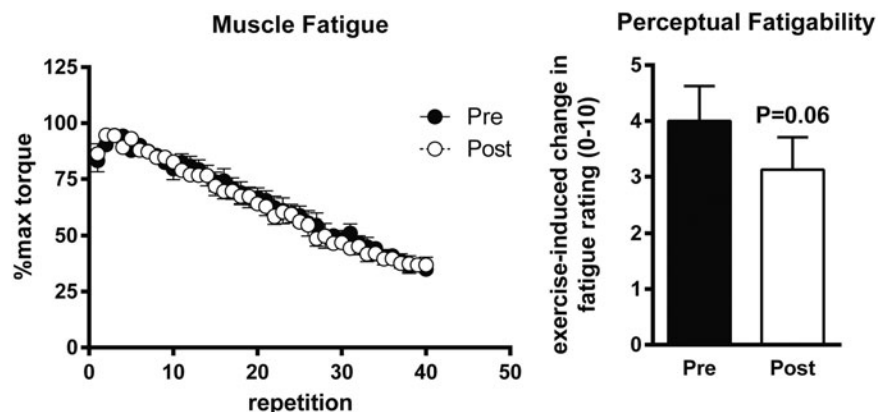 Muscle Fatigue
125
100
75
50
25
0
0 10 20 30 40 50
%max torque
repetition
Pre
Post
Perceptual Fatigability
5
4
3
2
1
0
exercise-induced change in
fatigue rating (0-10)
P=0.06
Pre Post